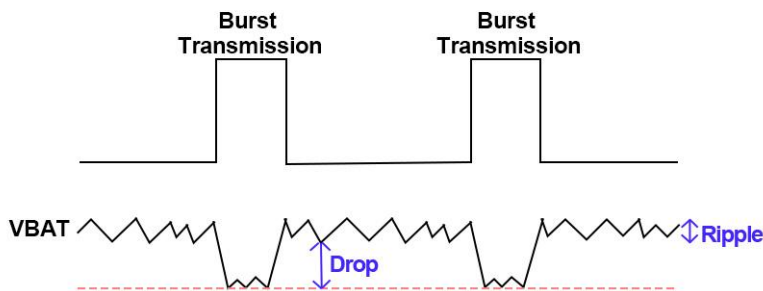 Burst
Transmission
Burst
Transmission
VBAT
Ripple
Drop